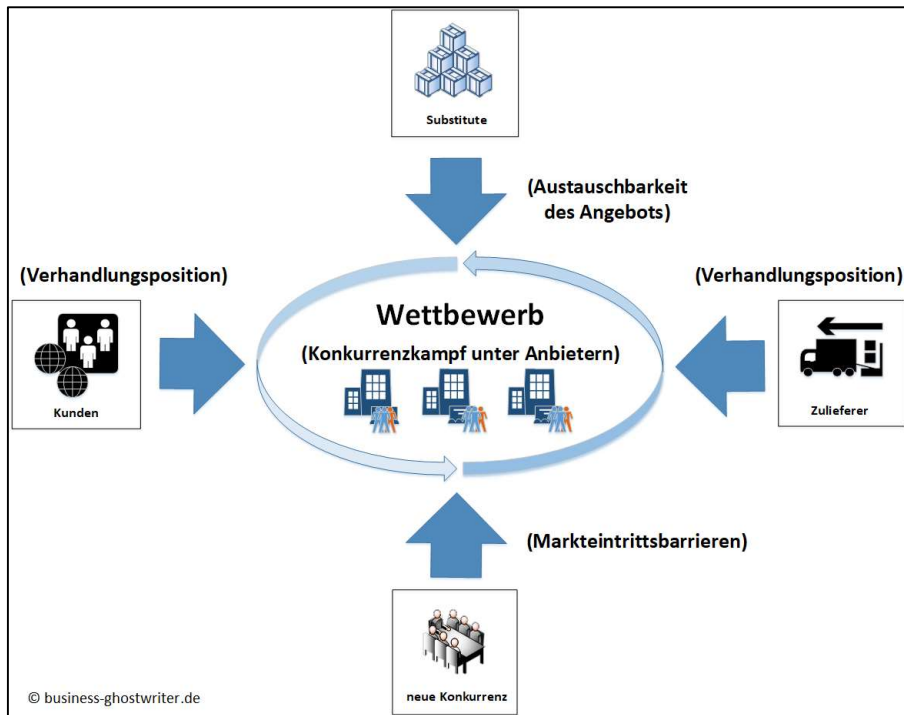 Substitute
(Austauschbarkeit
des Angebots)
(Verhandlungsposition)
(Verhandlungsposition)
Wettbewerb
(Konkurrenzkampf unter Anbietern)
Kunden
Zulieferer
(Markteintrittsbarrieren)
neue Konkurrenz
© business-ghostwriter.de